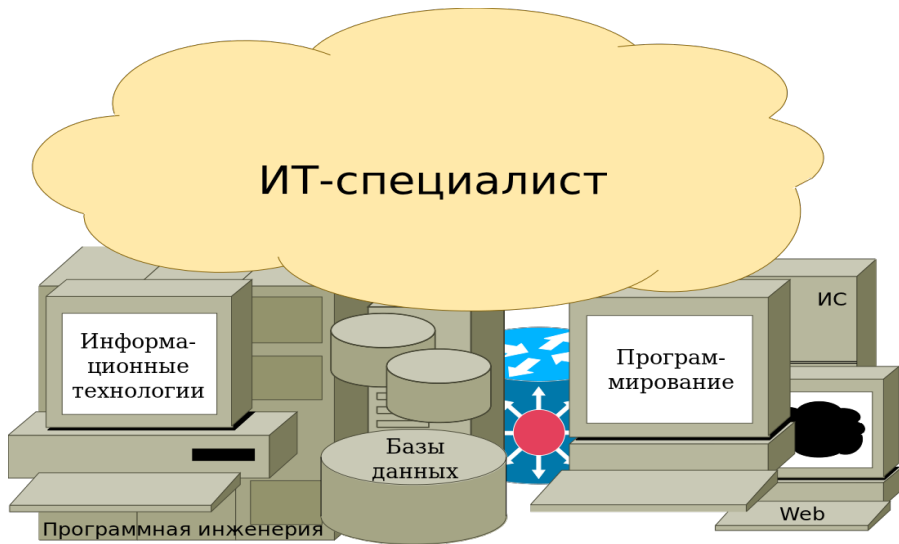 ИТ-специалист
ИС
Информа-
ционные
технологии
Програм-
мирование
Базы
данных
Web
Программная инженерия